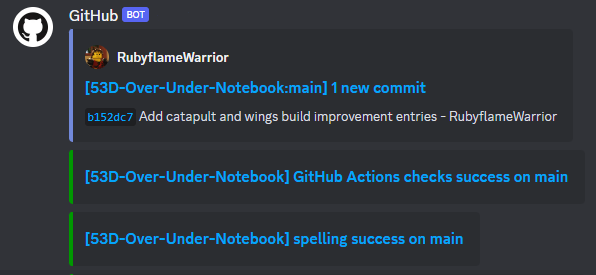 GitHub BOT
RubyflameWarrior
[53D-Over-Under-Notebook:main] 1 new commit
b152dc7 Add catapult and wings build improvement entries - RubyflameWarrior
[53D-Over-Under-Notebook] GitHub Actions checks success on main
[53D-Over-Under-Notebook] spelling success on main